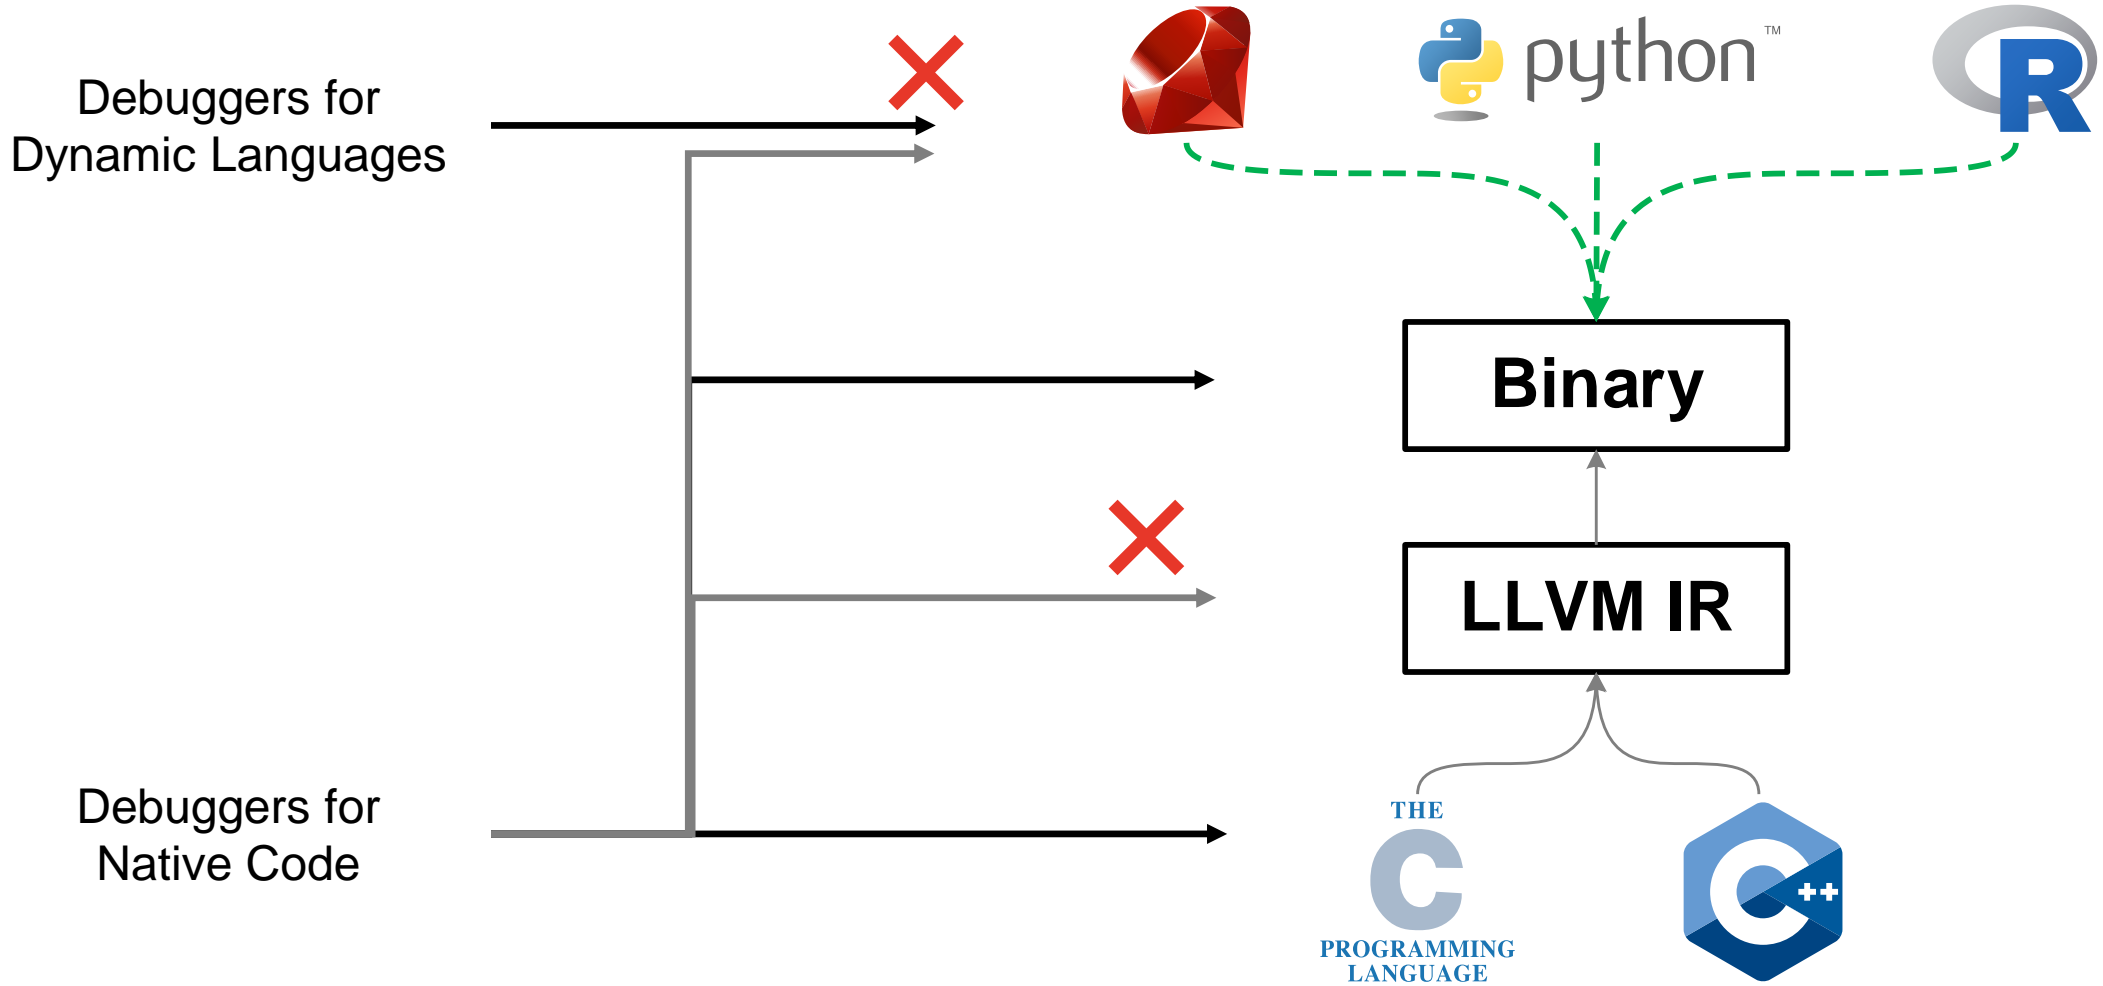 Debuggers for
Dynamic Languages
python™
R
Binary
LLVM IR
Debuggers for
Native Code
THE
C
PROGRAMMING
LANGUAGE
C++